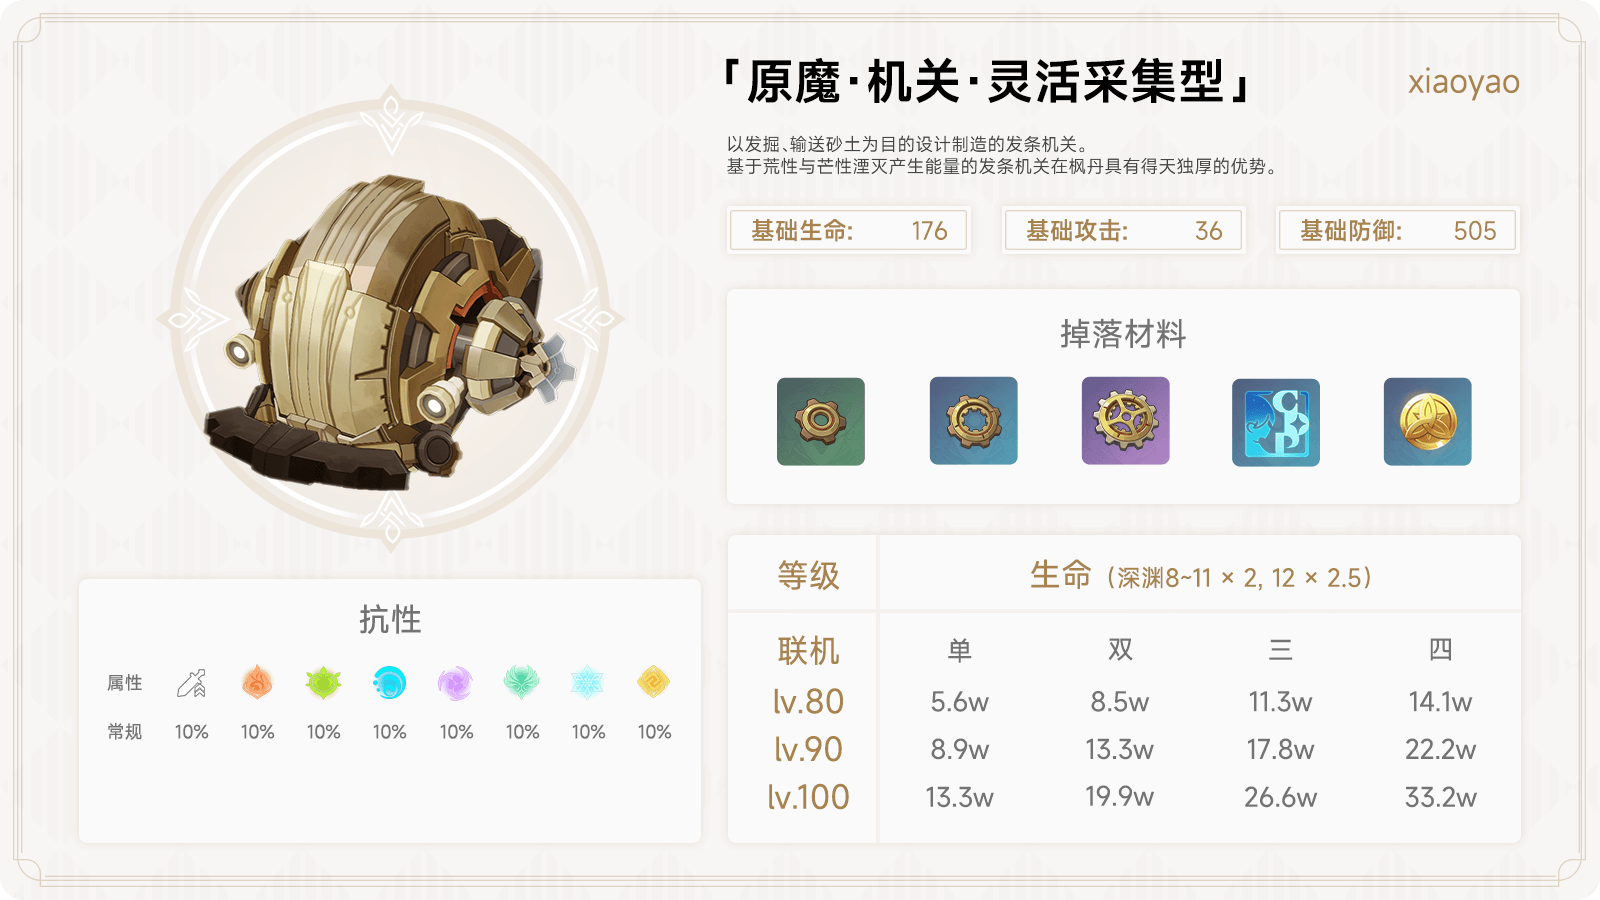 「原魔·机关·灵活采集型」
xiaoyao
以发掘、输送砂土为目的设计制造的发条机关。
基于荒性与芒性湮灭产生能量的发条机关在枫丹具有得天独厚的优势。
基础生命: 176
基础攻击: 36
基础防御: 505
掉落材料
抗性
属性
常规 10% 10% 10% 10% 10% 10% 10% 10%
等级 生命（深渊8~11 × 2, 12 × 2.5）
联机 单 双 三 四
lv.80 5.6w 8.5w 11.3w 14.1w
lv.90 8.9w 13.3w 17.8w 22.2w
lv.100 13.3w 19.9w 26.6w 33.2w